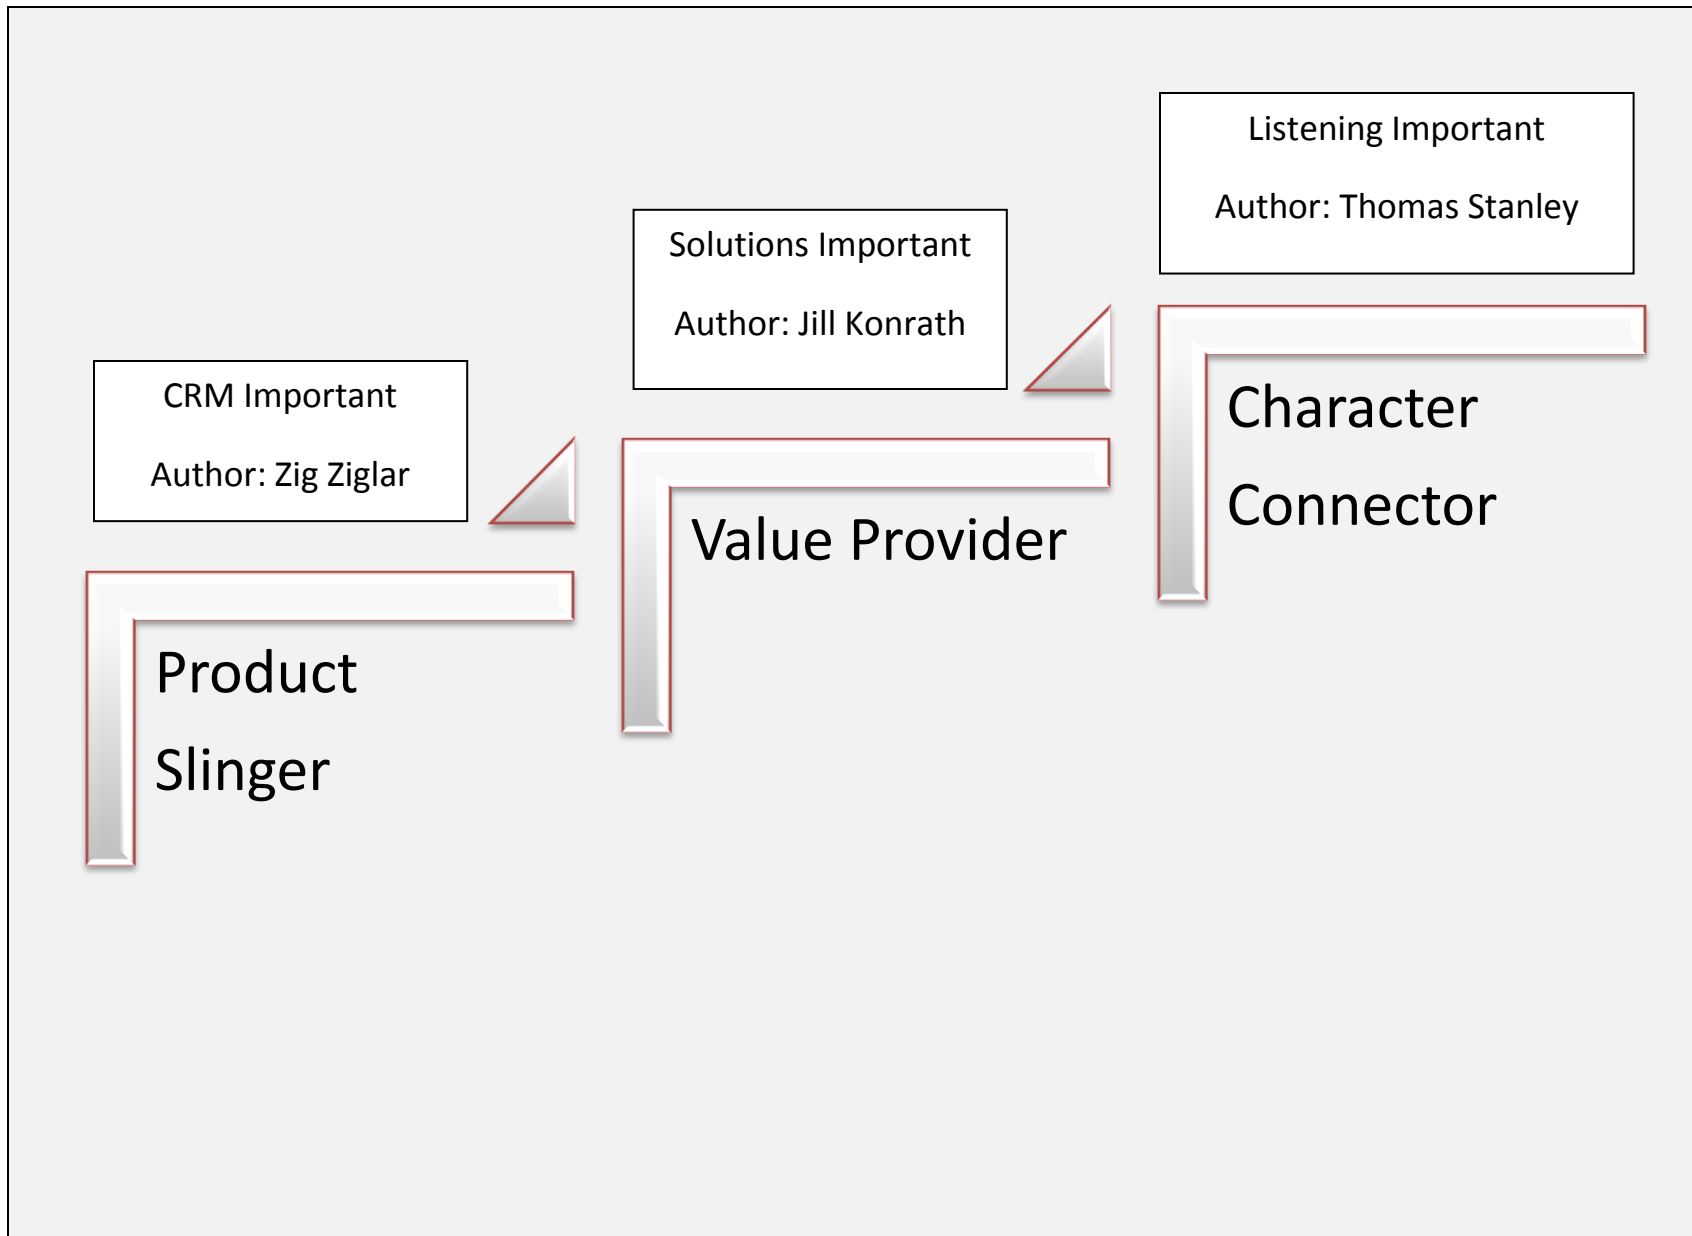 CRM Important
Author: Zig Ziglar
Product
Slinger
Solutions Important
Author: Jill Konrath
Value Provider
Listening Important
Author: Thomas Stanley
Character
Connector